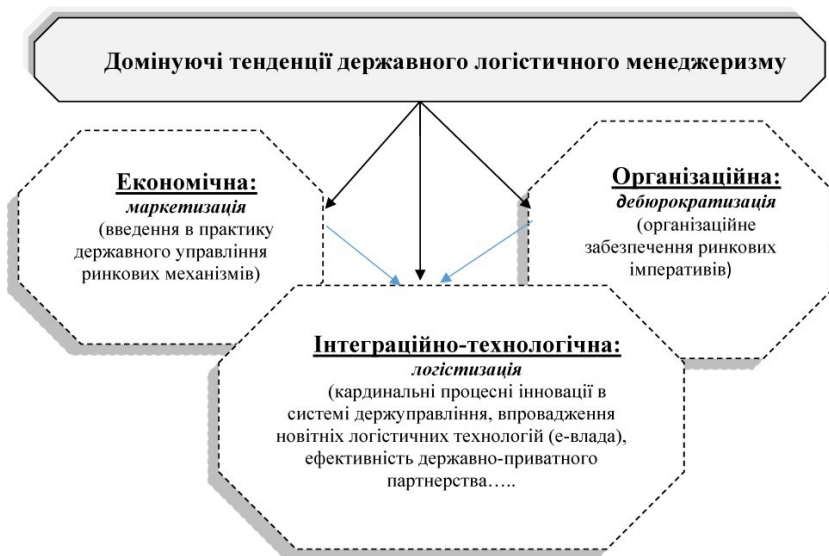 Домінуючі тенденції державного логістичного менеджеризму
Економічна:
маркетизація
(введення в практику
державного управління
ринкових механізмів)
Організаційна:
дебюрократизація
(організаційне
забезпечення ринкових
імперативів)
Інтеграційно-технологічна:
логістизація
(кардинальні процесні інновації в
системі держуправління, впровадження
новітніх логістичних технологій (е-влада),
ефективність державно-приватного
партнерства…..